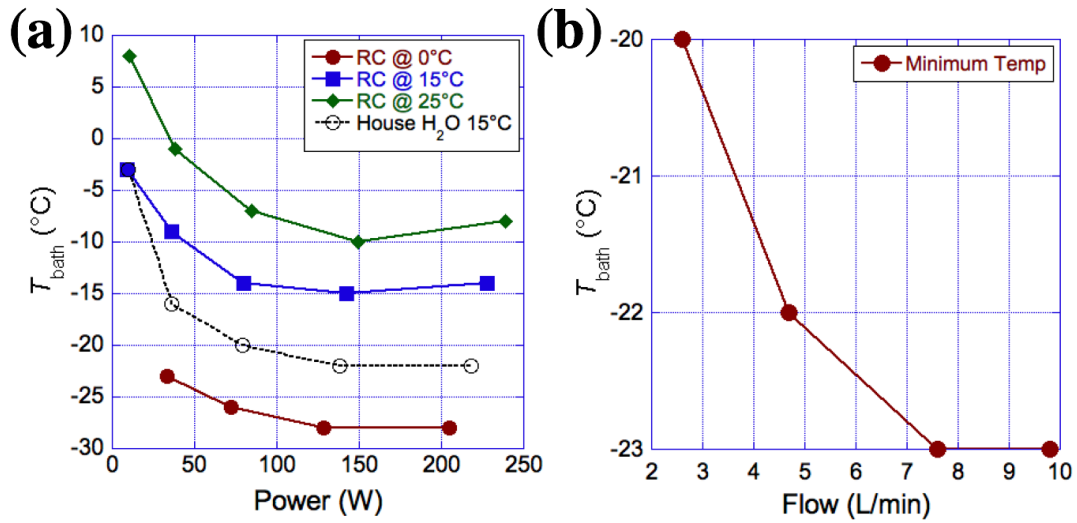 (a)
10
5
0
-5
-10
-15
-20
-25
-30
T_bath (°C)
RC @ 0°C
RC @ 15°C
RC @ 25°C
House H₂O 15°C
0 50 100 150 200 250
Power (W)
(b)
-20
-21
-22
-23
T_bath (°C)
Minimum Temp
2 3 4 5 6 7 8 9 10
Flow (L/min)